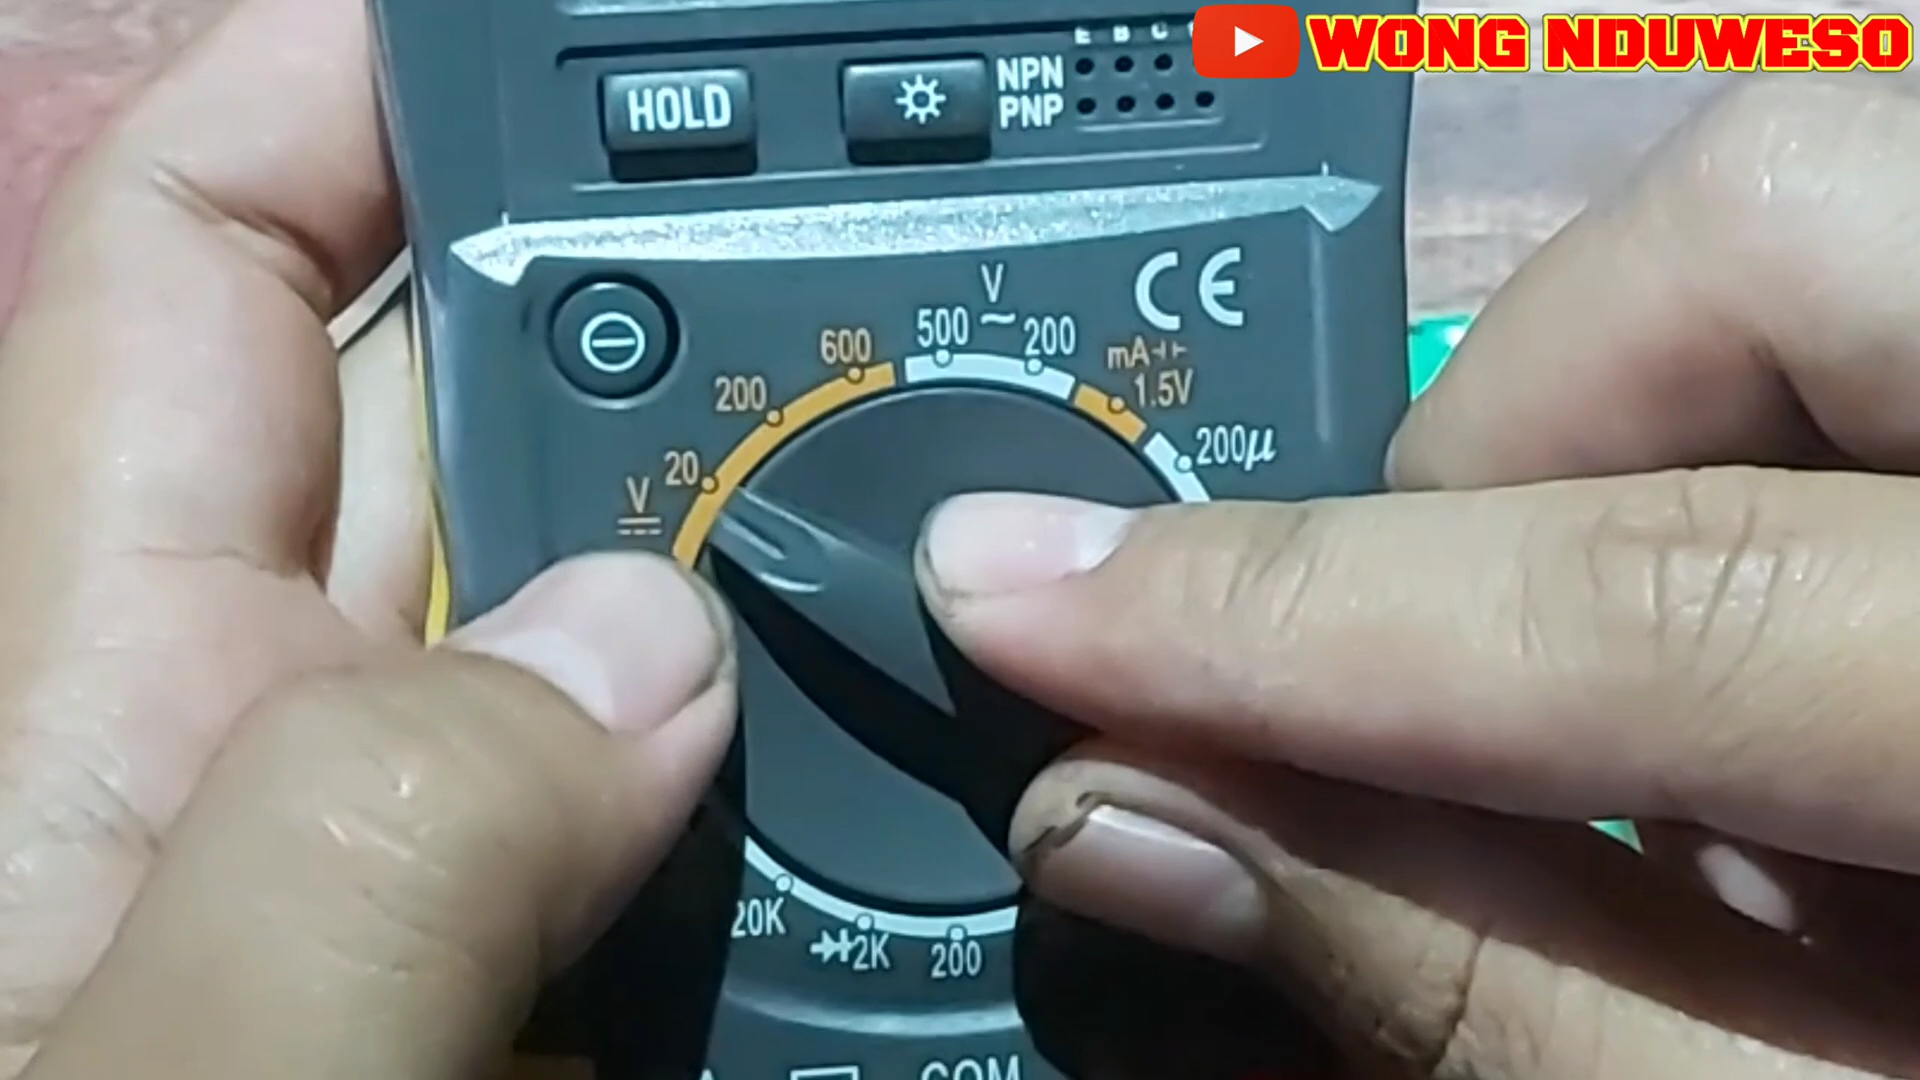 WONG NDUWESO
E B C
HOLD
NPN
PNP
V
CE
500 ~ 200
600
mA
1.5V
200
200μ
20
V
20K
2K
200
COM